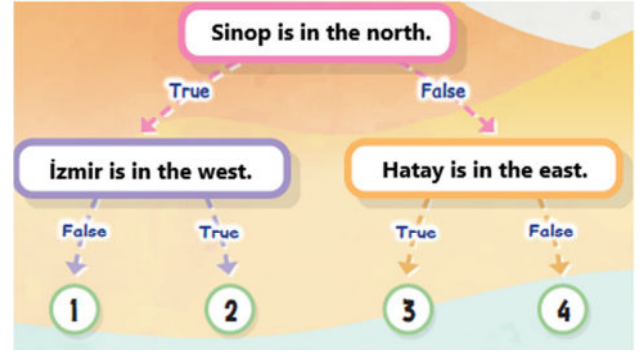 Sinop is in the north.
True
False
İzmir is in the west.
Hatay is in the east.
False
True
True
False
1
2
3
4